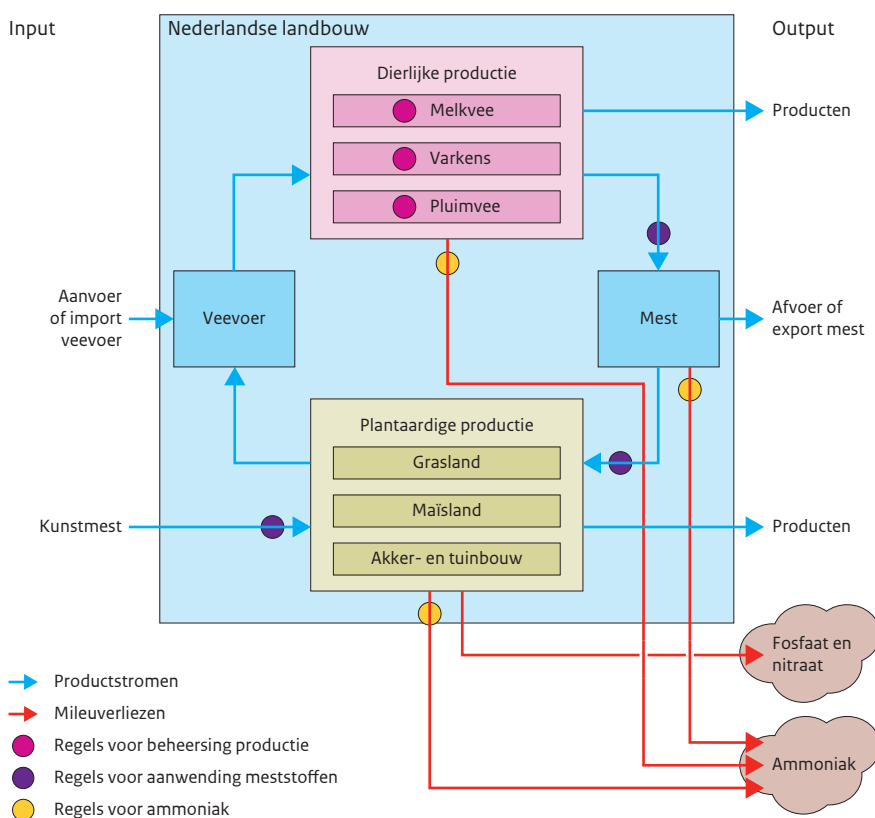 Input
Nederlandse landbouw
Output
Dierlijke productie
Melkvee
Varkens
Pluimvee
Producten
Aanvoer
of import
veevoer
Veevoer
Mest
Afvoer of
export mest
Plantaardige productie
Grasland
Maïsland
Akker- en tuinbouw
Kunstmest
Producten
Fosfaat en
nitraat
Ammoniak
Productstromen
Mileuverliezen
Regels voor beheersing productie
Regels voor aanwending meststoffen
Regels voor ammoniak